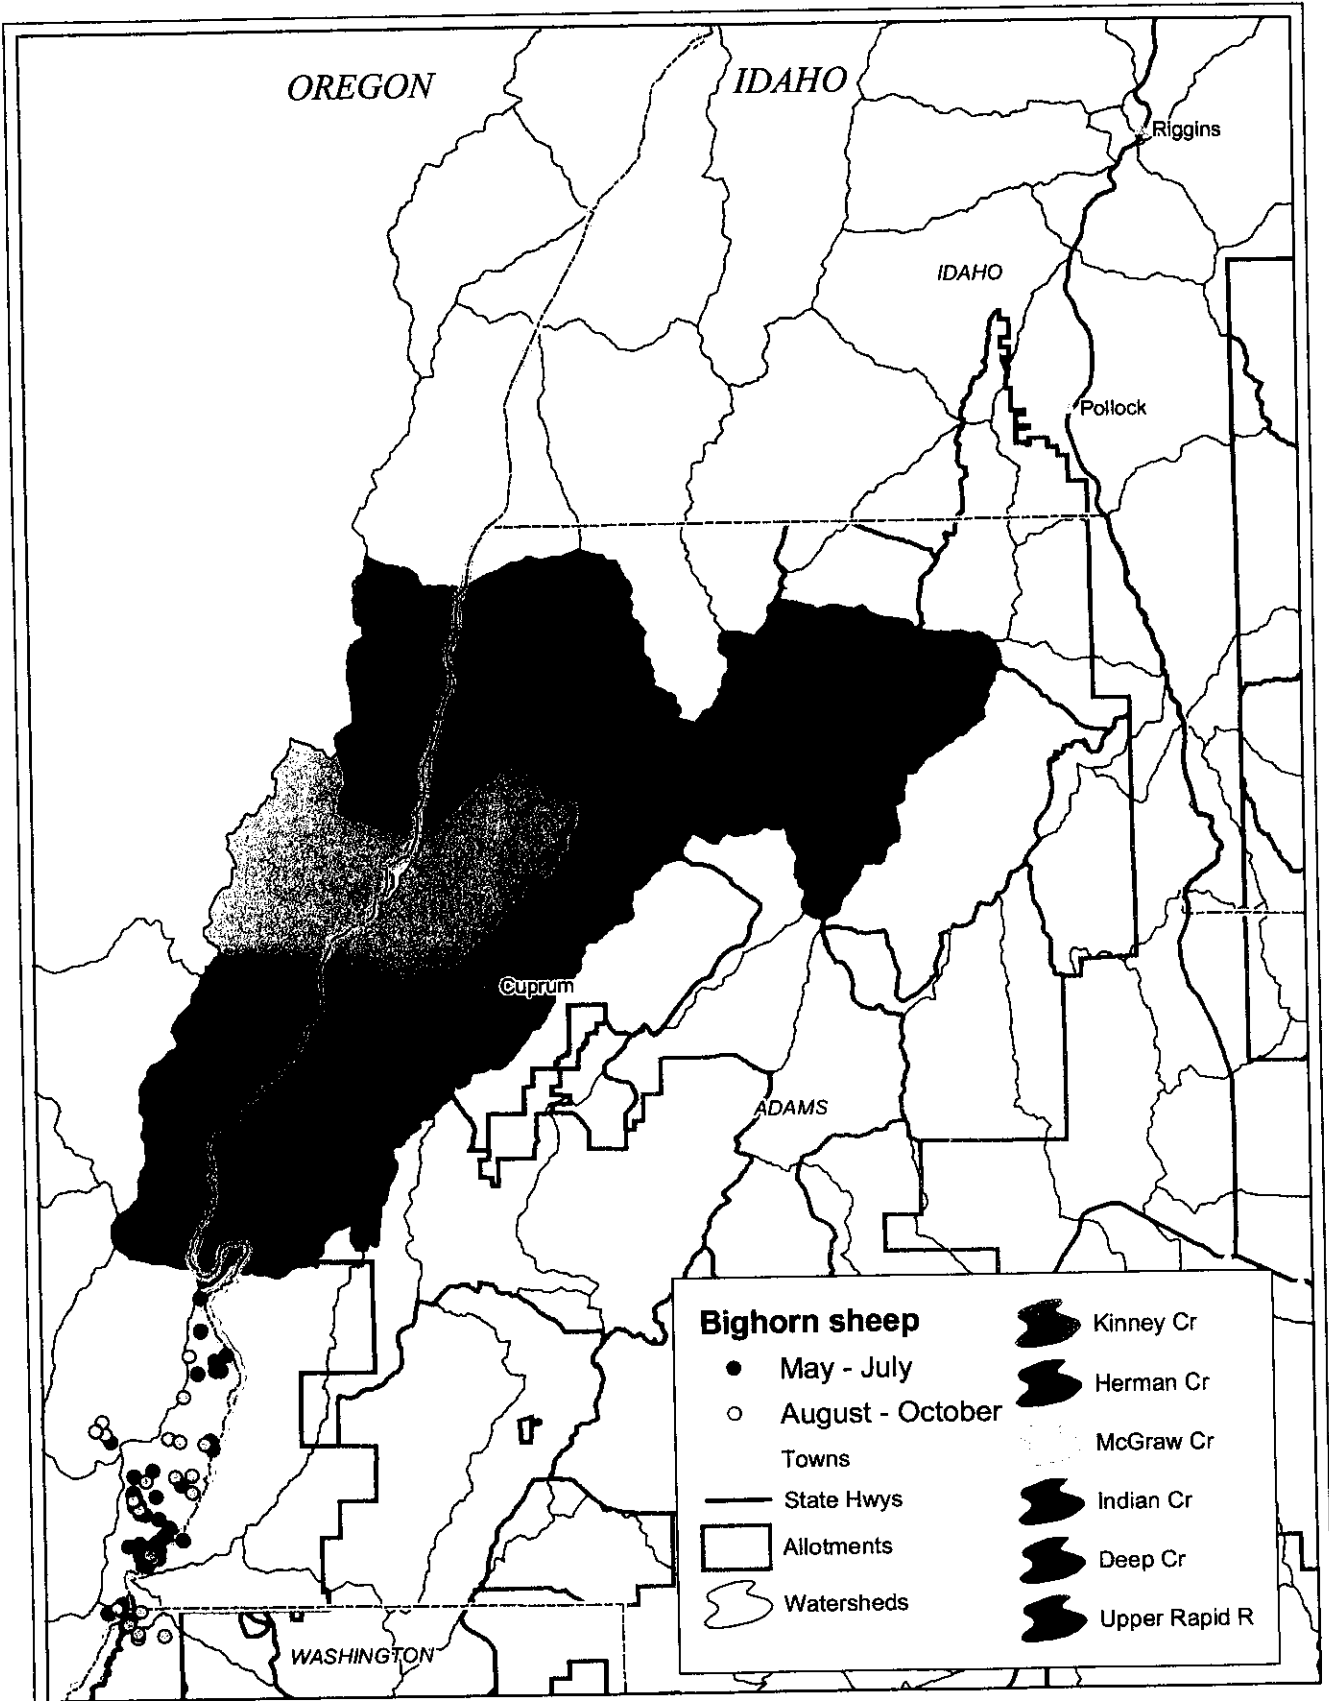 OREGON
IDAHO
Riggins
IDAHO
Pollock
Cuprum
ADAMS
WASHINGTON
Bighorn sheep
May - July
August - October
Towns
State Hwys
Allotments
Watersheds
Kinney Cr
Herman Cr
McGraw Cr
Indian Cr
Deep Cr
Upper Rapid R